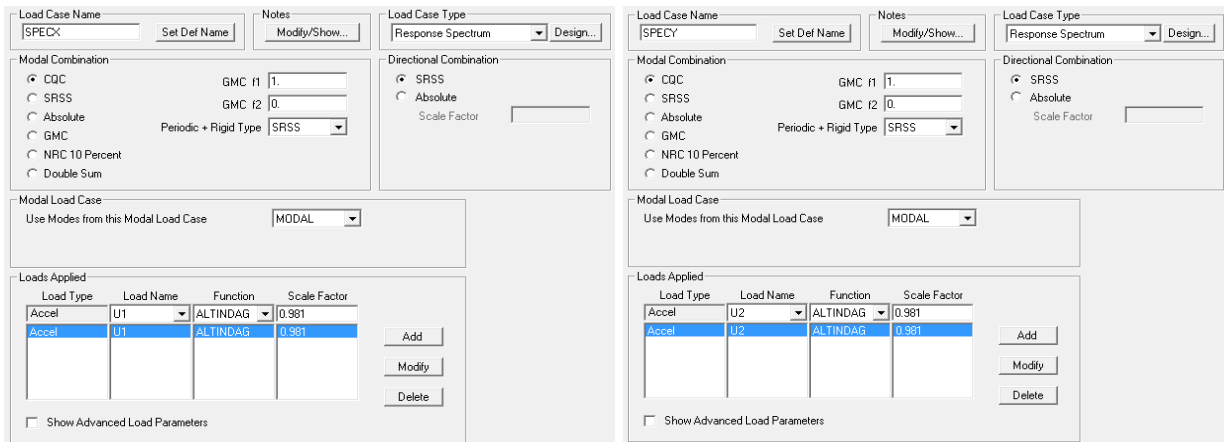 Load Case Name
SPECX
Set Def Name
Notes
Modify/Show...
Load Case Type
Response Spectrum
Design...
Modal Combination
CQC
SRSS
Absolute
GMC
NRC 10 Percent
Double Sum
GMC f1 1.
GMC f2 0.
Periodic + Rigid Type SRSS
Directional Combination
SRSS
Absolute
Scale Factor
Modal Load Case
Use Modes from this Modal Load Case MODAL
Loads Applied
Load Type Load Name Function Scale Factor
Accel U1 ALTINDAG 0.981
Accel U1 ALTINDAG 0.981
Add
Modify
Delete
Show Advanced Load Parameters
Load Case Name
SPECY
Set Def Name
Notes
Modify/Show...
Load Case Type
Response Spectrum
Design...
Modal Combination
CQC
SRSS
Absolute
GMC
NRC 10 Percent
Double Sum
GMC f1 1.
GMC f2 0.
Periodic + Rigid Type SRSS
Directional Combination
SRSS
Absolute
Scale Factor
Modal Load Case
Use Modes from this Modal Load Case MODAL
Loads Applied
Load Type Load Name Function Scale Factor
Accel U2 ALTINDAG 0.981
Accel U2 ALTINDAG 0.981
Add
Modify
Delete
Show Advanced Load Parameters